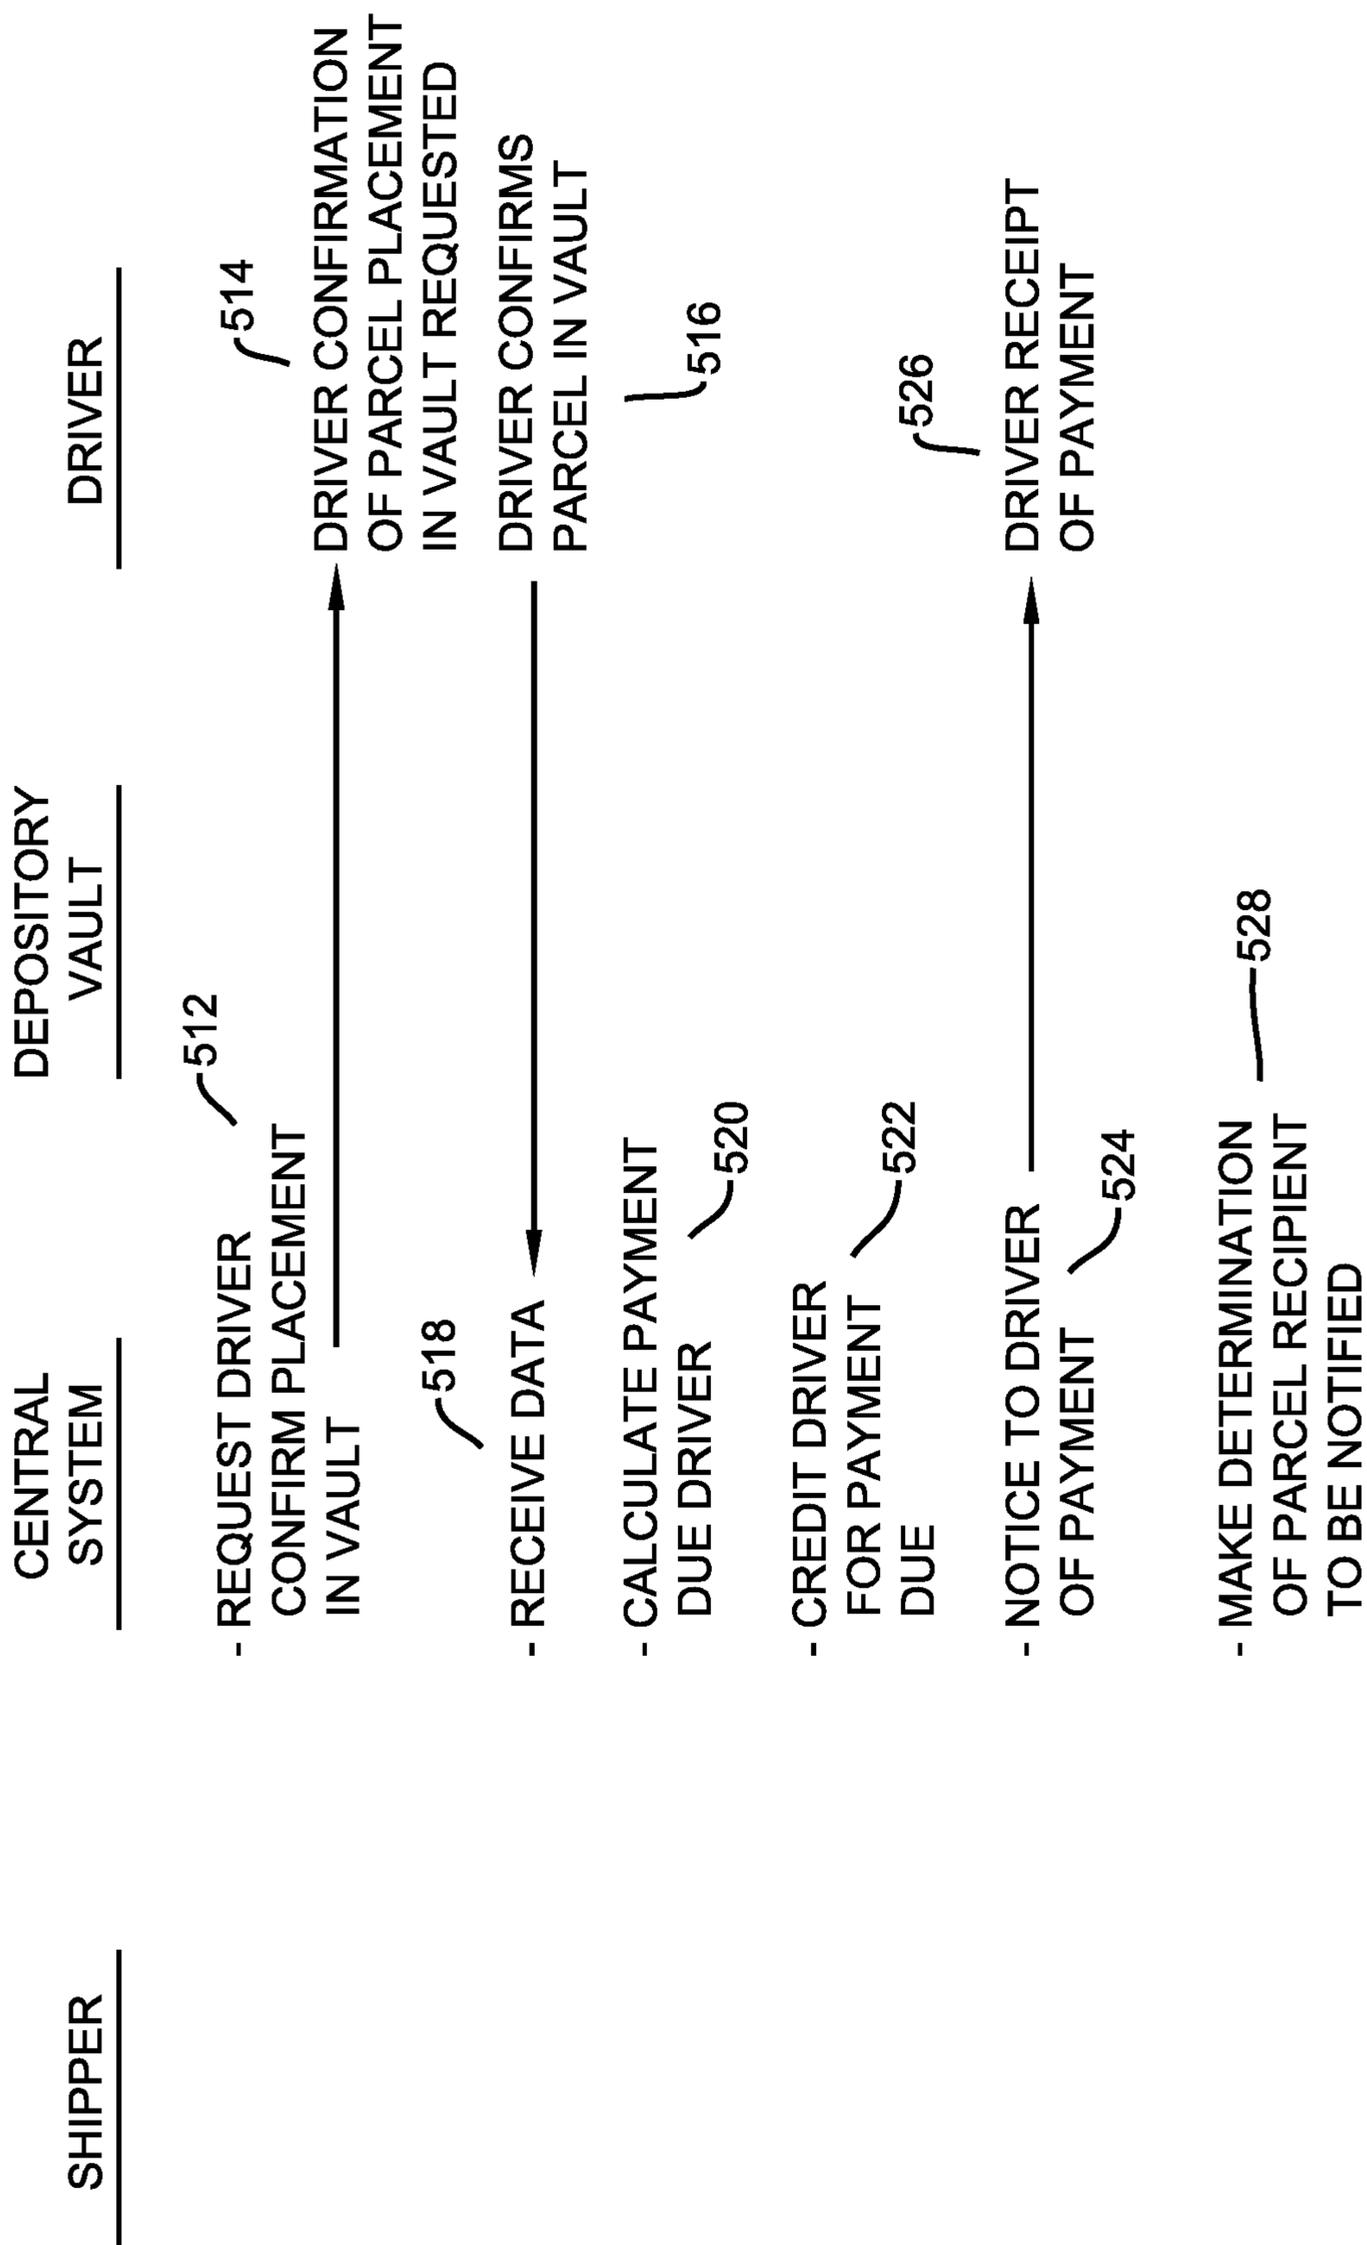 SHIPPER
CENTRAL
SYSTEM
DEPOSITORY
VAULT
DRIVER
512
- REQUEST DRIVER
CONFIRM PLACEMENT
IN VAULT
514
DRIVER CONFIRMATION
OF PARCEL PLACEMENT
IN VAULT REQUESTED
518
- RECEIVE DATA
DRIVER CONFIRMS
PARCEL IN VAULT
516
- CALCULATE PAYMENT
DUE DRIVER
520
- CREDIT DRIVER
FOR PAYMENT
DUE
522
526
- NOTICE TO DRIVER
OF PAYMENT
524
DRIVER RECEIPT
OF PAYMENT
- MAKE DETERMINATION
OF PARCEL RECIPIENT
TO BE NOTIFIED
528